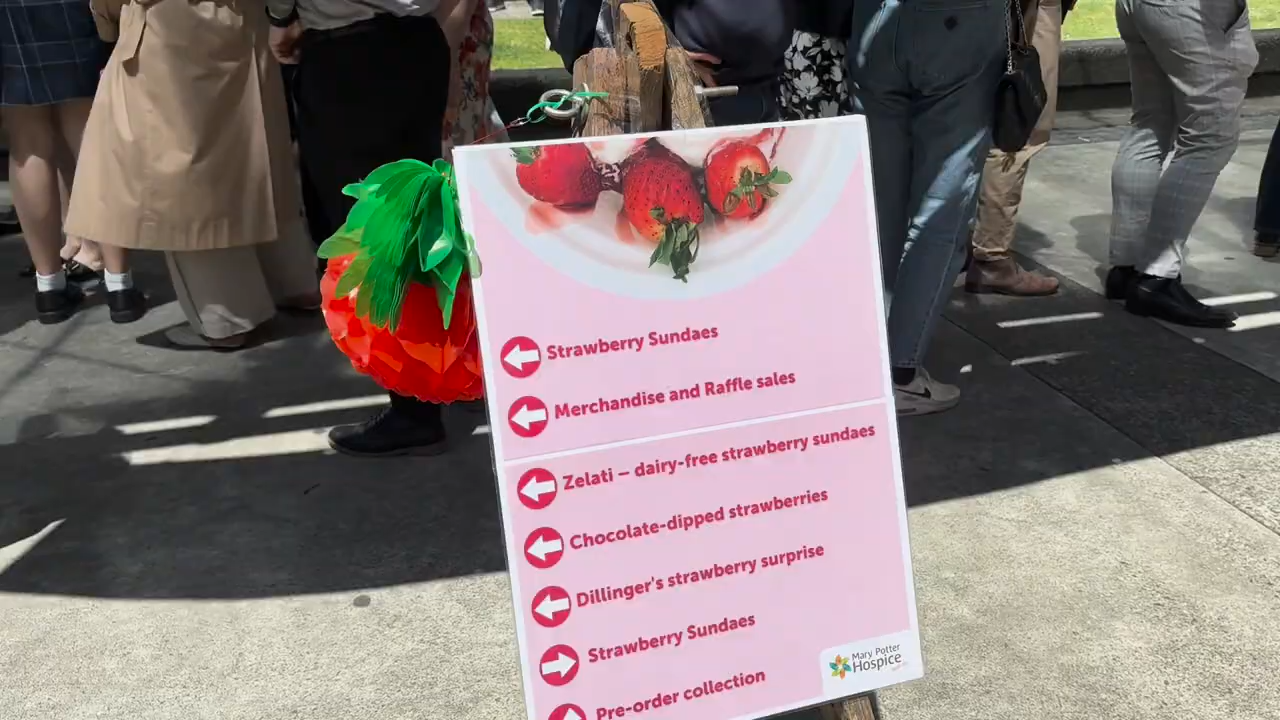 Strawberry Sundaes
Merchandise and Raffle sales
Zelati – dairy-free strawberry sundaes
Chocolate-dipped strawberries
Dillinger's strawberry surprise
Strawberry Sundaes
Pre-order collection
Mary Potter
Hospice